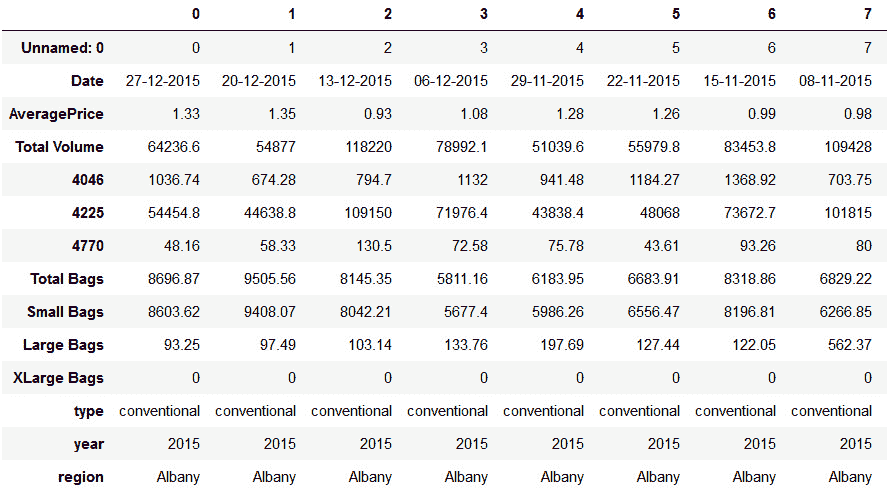 0 1 2 3 4 5 6 7
Unnamed: 0 0 1 2 3 4 5 6 7
Date 27-12-2015 20-12-2015 13-12-2015 06-12-2015 29-11-2015 22-11-2015 15-11-2015 08-11-2015
AveragePrice 1.33 1.35 0.93 1.08 1.28 1.26 0.99 0.98
Total Volume 64236.6 54877 118220 78992.1 51039.6 55979.8 83453.8 109428
4046 1036.74 674.28 794.7 1132 941.48 1184.27 1368.92 703.75
4225 54454.8 44638.8 109150 71976.4 43838.4 48068 73672.7 101815
4770 48.16 58.33 130.5 72.58 75.78 43.61 93.26 80
Total Bags 8696.87 9505.56 8145.35 5811.16 6183.95 6683.91 8318.86 6829.22
Small Bags 8603.62 9408.07 8042.21 5677.4 5986.26 6556.47 8196.81 6266.85
Large Bags 93.25 97.49 103.14 133.76 197.69 127.44 122.05 562.37
XLarge Bags 0 0 0 0 0 0 0 0
type conventional conventional conventional conventional conventional conventional conventional conventional
year 2015 2015 2015 2015 2015 2015 2015 2015
region Albany Albany Albany Albany Albany Albany Albany Albany